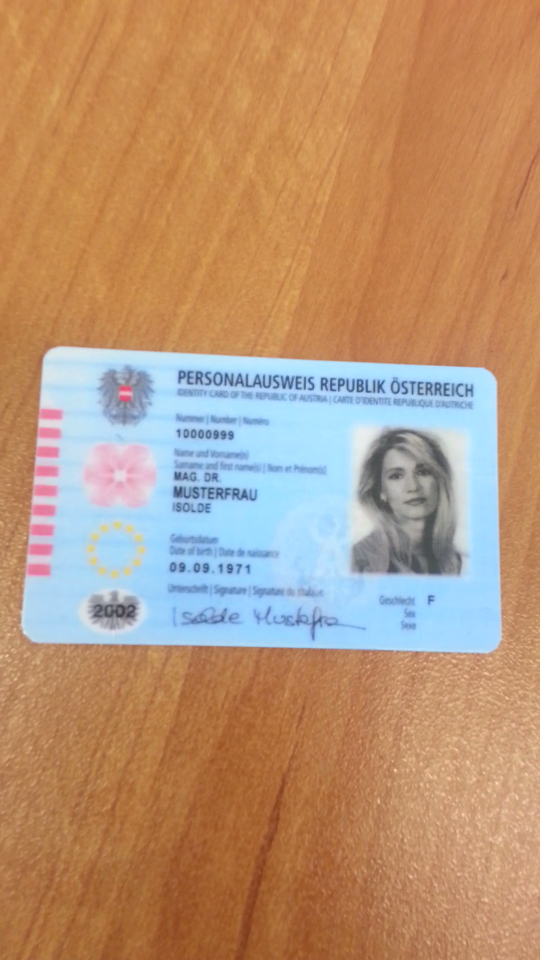 PERSONALAUSWEIS REPUBLIK ÖSTERREICH
IDENTITY CARD OF THE REPUBLIC OF AUSTRIA | CARTE D'IDENTITE REPUBLIQUE D'AUTRICHE
Nummer | Number | Numéro
10000999
Name und Vorname(n)
Surname and first name(s) | Nom et Prénom(s)
MAG. DR.
MUSTERFRAU
ISOLDE
Geburtsdatum
Date of birth | Date de naissance
09.09.1971
Unterschrift | Signature | Signature du titulaire
Isolde Mustefra
Geschlecht F
Sex
Sexe
2002